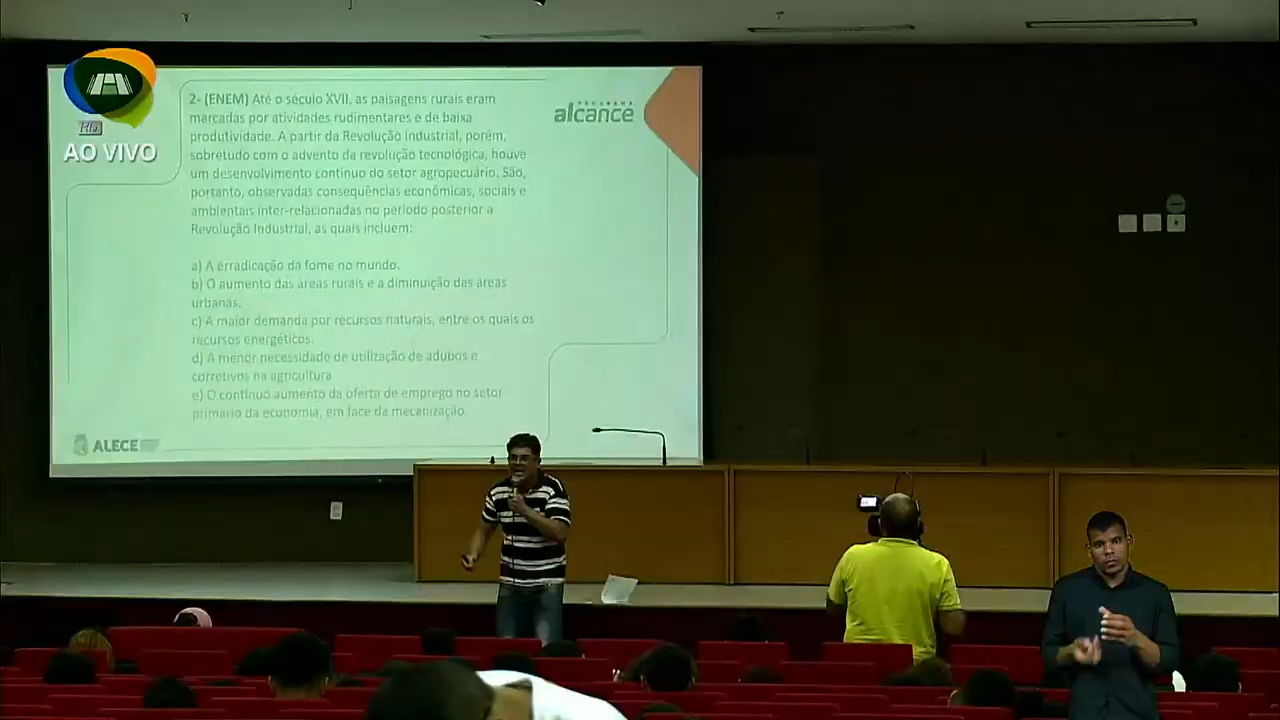 AO VIVO
2- (ENEM) Até o século XVII, as paisagens rurais eram
marcadas por atividades rudimentares e de baixa
produtividade. A partir da Revolução Industrial, porém,
sobretudo com o advento da revolução tecnológica, houve
um desenvolvimento contínuo do setor agropecuário. São,
portanto, observadas consequências econômicas, sociais e
ambientais inter-relacionadas no período posterior a
Revolução Industrial, as quais incluem:
a) A erradicação da fome no mundo.
b) O aumento das áreas rurais e a diminuição das áreas
urbanas.
c) A maior demanda por recursos naturais, entre os quais os
recursos energéticos.
d) A menor necessidade de utilização de adubos e
corretivos na agricultura
e) O contínuo aumento da oferta de emprego no setor
primário da economia, em face da mecanização.
PROGRAMA
alcance
ALECE